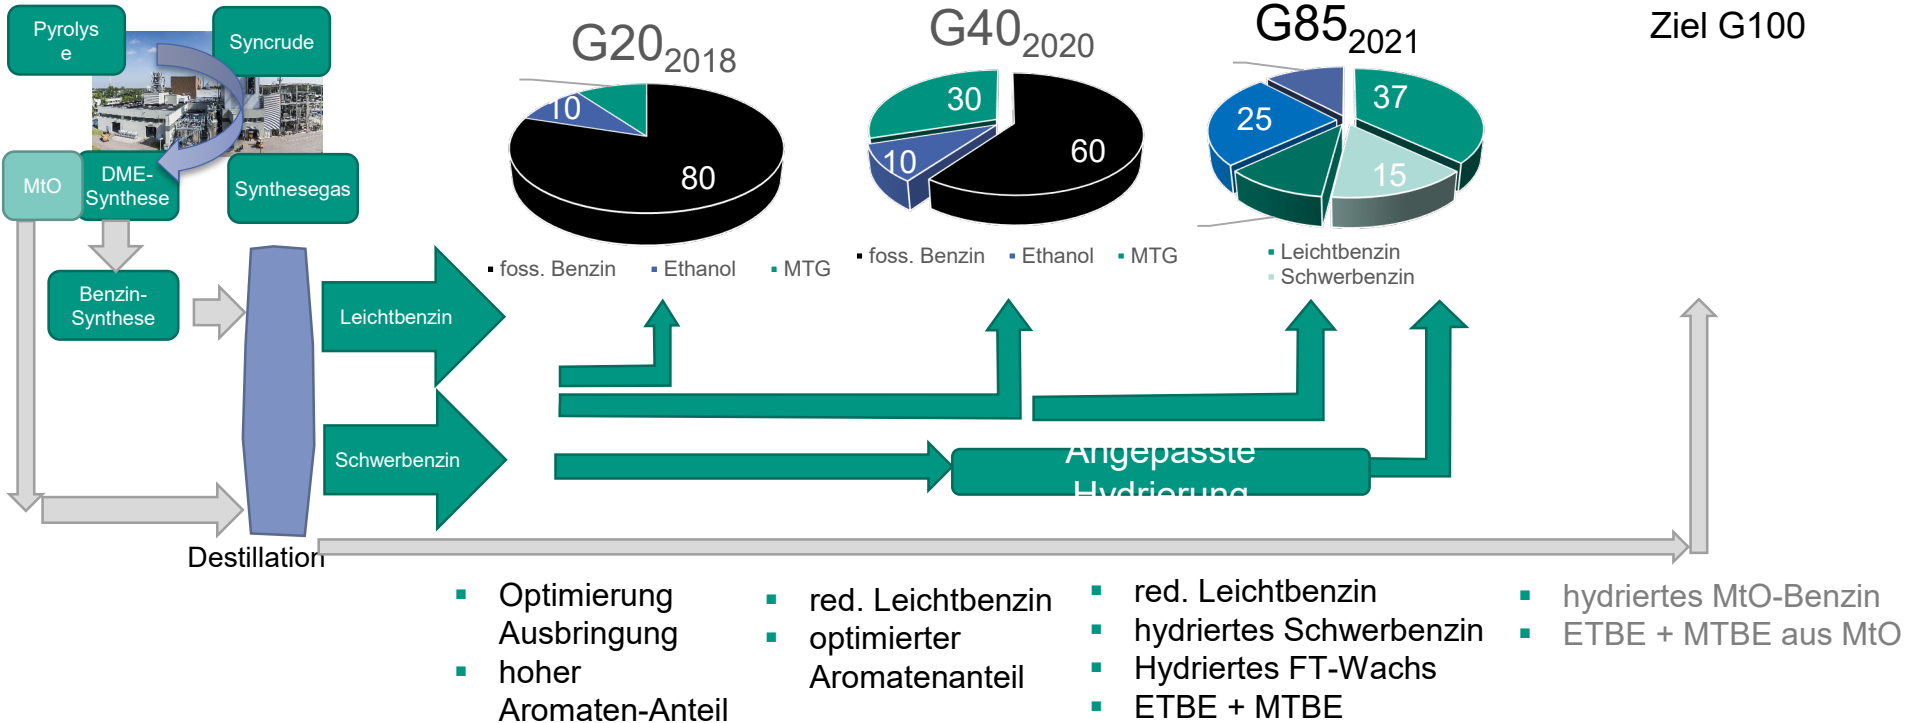 Pyrolys
e
Syncrude
MtO
DME-
Synthese
Synthesegas
Benzin-
Synthese
Leichtbenzin
Schwerbenzin
Destillation
G20 2018
10
80
foss. Benzin
Ethanol
MTG
G40 2020
30
10
60
foss. Benzin
Ethanol
MTG
G85 2021
25
37
15
Leichtbenzin
Schwerbenzin
Ziel G100
Angepasste
Hydrierung
Optimierung
Ausbringung
hoher
Aromaten-Anteil
red. Leichtbenzin
optimierter
Aromatenanteil
red. Leichtbenzin
hydriertes Schwerbenzin
Hydriertes FT-Wachs
ETBE + MTBE
hydriertes MtO-Benzin
ETBE + MTBE aus MtO